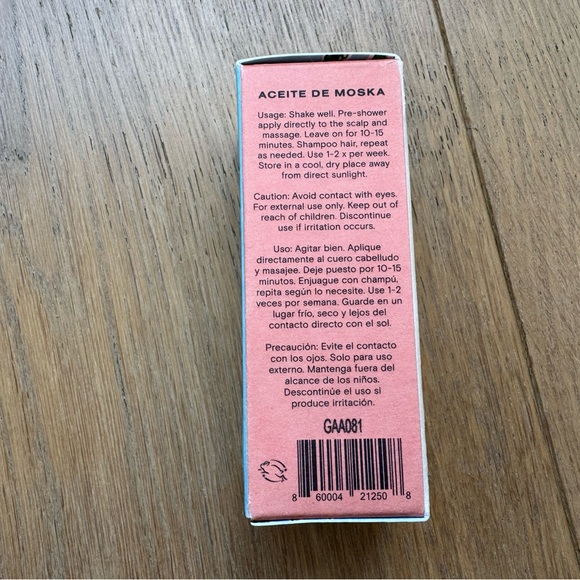 ACEITE DE MOSKA
Usage: Shake well. Pre-shower
apply directly to the scalp and
massage. Leave on for 10-15
minutes. Shampoo hair, repeat
as needed. Use 1-2 x per week.
Store in a cool, dry place away
from direct sunlight.
Caution: Avoid contact with eyes.
For external use only. Keep out of
reach of children. Discontinue
use if irritation occurs.
Uso: Agitar bien. Aplique
directamente al cuero cabelludo
y masajee. Deje puesto por 10-15
minutos. Enjuague con champú,
repita según lo necesite. Use 1-2
veces por semana. Guarde en un
lugar frío, seco y lejos del
contacto directo con el sol.
Precaución: Evite el contacto
con los ojos. Solo para uso
externo. Mantenga fuera del
alcance de los niños.
Descontinúe el uso si
produce irritación.
GAA081
8 60004 21250 8